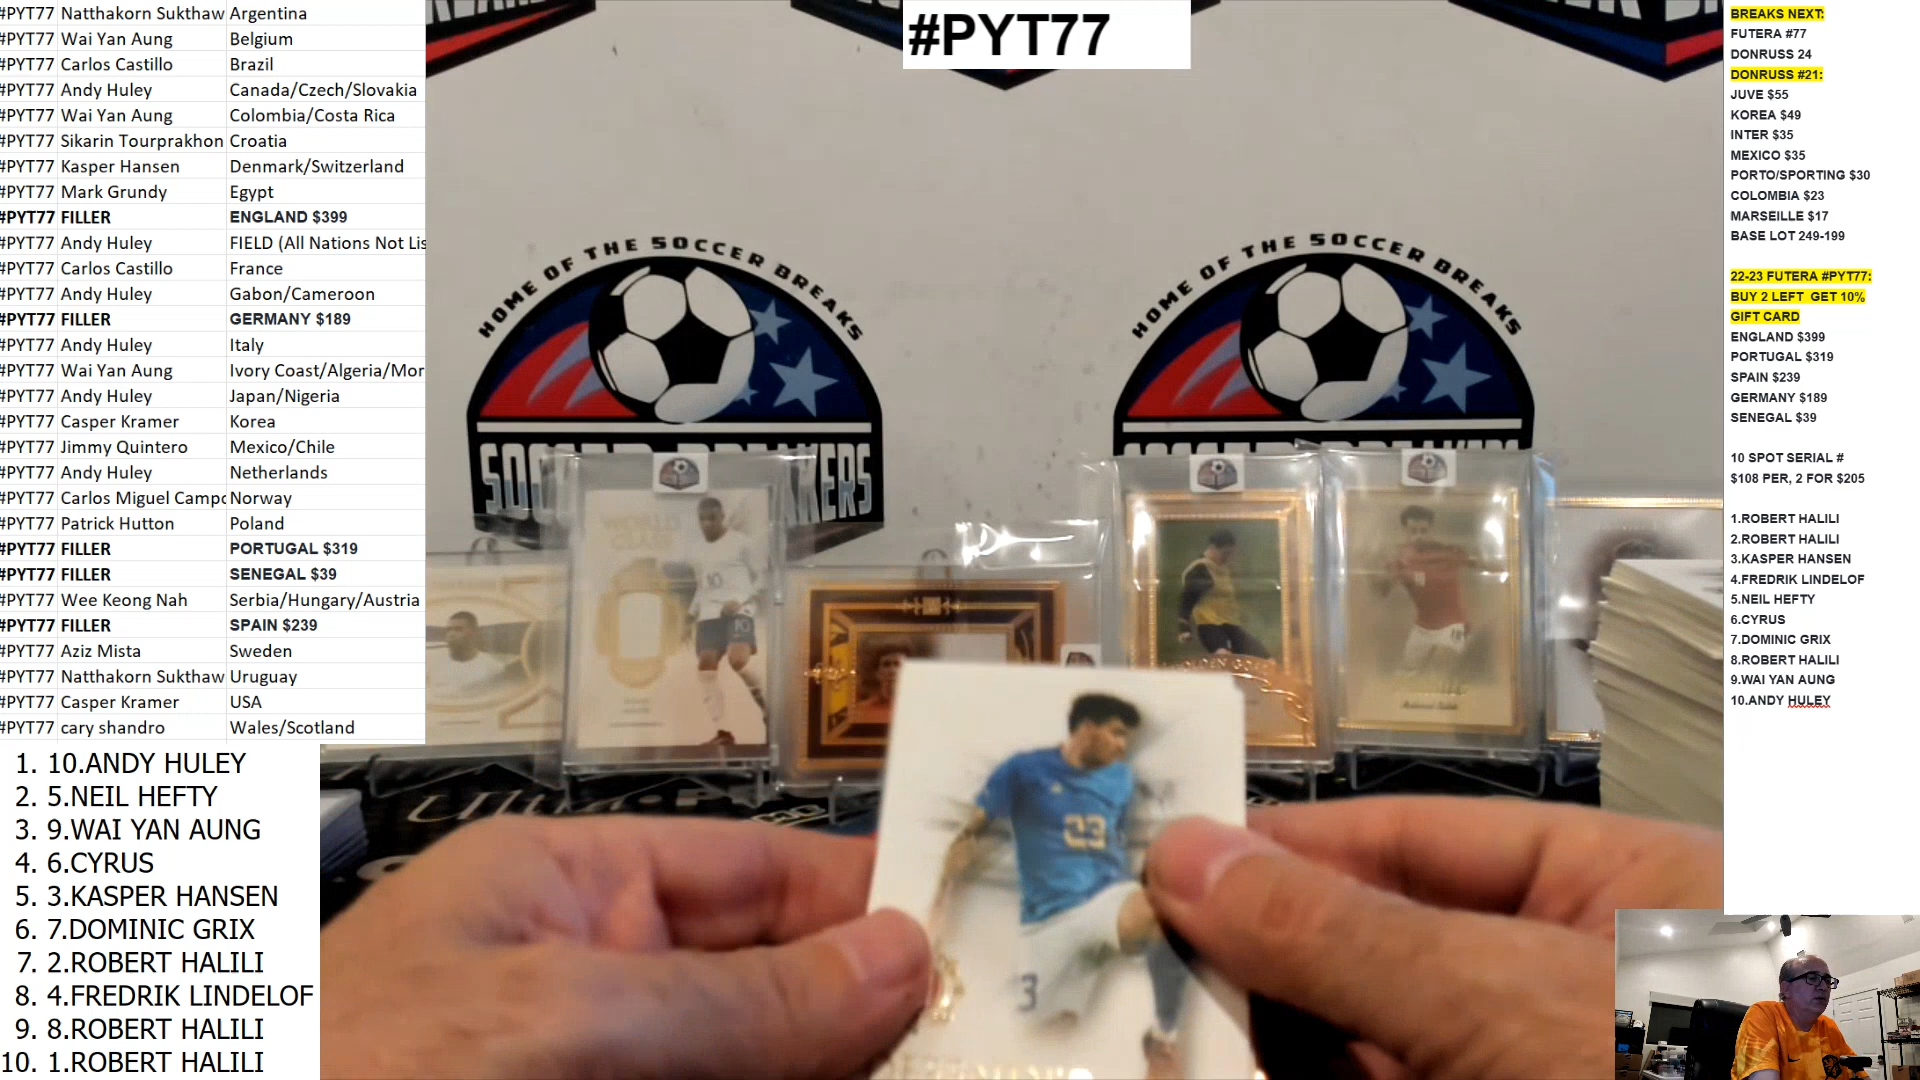 #PYT77 Natthakorn Sukthaw Argentina
#PYT77 Wai Yan Aung Belgium
#PYT77 Carlos Castillo Brazil
#PYT77 Andy Huley Canada/Czech/Slovakia
#PYT77 Wai Yan Aung Colombia/Costa Rica
#PYT77 Sikarin Tourprakhon Croatia
#PYT77 Kasper Hansen Denmark/Switzerland
#PYT77 Mark Grundy Egypt
#PYT77 FILLER ENGLAND $399
#PYT77 Andy Huley FIELD (All Nations Not Lis
#PYT77 Carlos Castillo France
#PYT77 Andy Huley Gabon/Cameroon
#PYT77 FILLER GERMANY $189
#PYT77 Andy Huley Italy
#PYT77 Wai Yan Aung Ivory Coast/Algeria/Mor
#PYT77 Andy Huley Japan/Nigeria
#PYT77 Casper Kramer Korea
#PYT77 Jimmy Quintero Mexico/Chile
#PYT77 Andy Huley Netherlands
#PYT77 Carlos Miguel Campo Norway
#PYT77 Patrick Hutton Poland
#PYT77 FILLER PORTUGAL $319
#PYT77 FILLER SENEGAL $39
#PYT77 Wee Keong Nah Serbia/Hungary/Austria
#PYT77 FILLER SPAIN $239
#PYT77 Aziz Mista Sweden
#PYT77 Natthakorn Sukthaw Uruguay
#PYT77 Casper Kramer USA
#PYT77 cary shandro Wales/Scotland
1. 10.ANDY HULEY
2. 5.NEIL HEFTY
3. 9.WAI YAN AUNG
4. 6.CYRUS
5. 3.KASPER HANSEN
6. 7.DOMINIC GRIX
7. 2.ROBERT HALILI
8. 4.FREDRIK LINDELOF
9. 8.ROBERT HALILI
10. 1.ROBERT HALILI
#PYT77
HOME OF THE SOCCER BREAKS
HOME OF THE SOCCER BREAKS
10
10
23
3
BREAKS NEXT:
FUTERA #77
DONRUSS 24
DONRUSS #21:
JUVE $55
KOREA $49
INTER $35
MEXICO $35
PORTO/SPORTING $30
COLOMBIA $23
MARSEILLE $17
BASE LOT 249-199
22-23 FUTERA #PYT77:
BUY 2 LEFT GET 10%
GIFT CARD
ENGLAND $399
PORTUGAL $319
SPAIN $239
GERMANY $189
SENEGAL $39
10 SPOT SERIAL #
$108 PER, 2 FOR $205
1.ROBERT HALILI
2.ROBERT HALILI
3.KASPER HANSEN
4.FREDRIK LINDELOF
5.NEIL HEFTY
6.CYRUS
7.DOMINIC GRIX
8.ROBERT HALILI
9.WAI YAN AUNG
10.ANDY HULEY